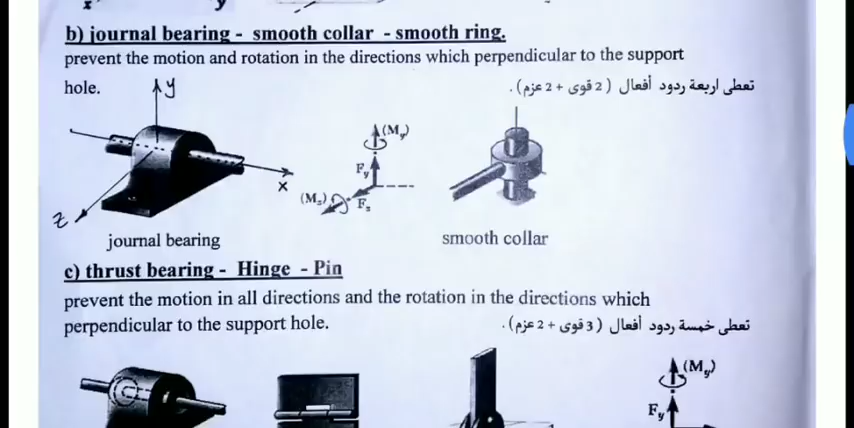 x
y
b) journal bearing - smooth collar - smooth ring.
prevent the motion and rotation in the directions which perpendicular to the support
hole.
تعطى اربعة ردود أفعال ( 2 قوى + 2 عزم ) .
y
(My)
Fy
x
(Mz)
Fz
z
journal bearing
smooth collar
c) thrust bearing - Hinge - Pin
prevent the motion in all directions and the rotation in the directions which
perpendicular to the support hole.
تعطى خمسة ردود أفعال ( 3 قوى + 2 عزم ) .
(My)
Fy